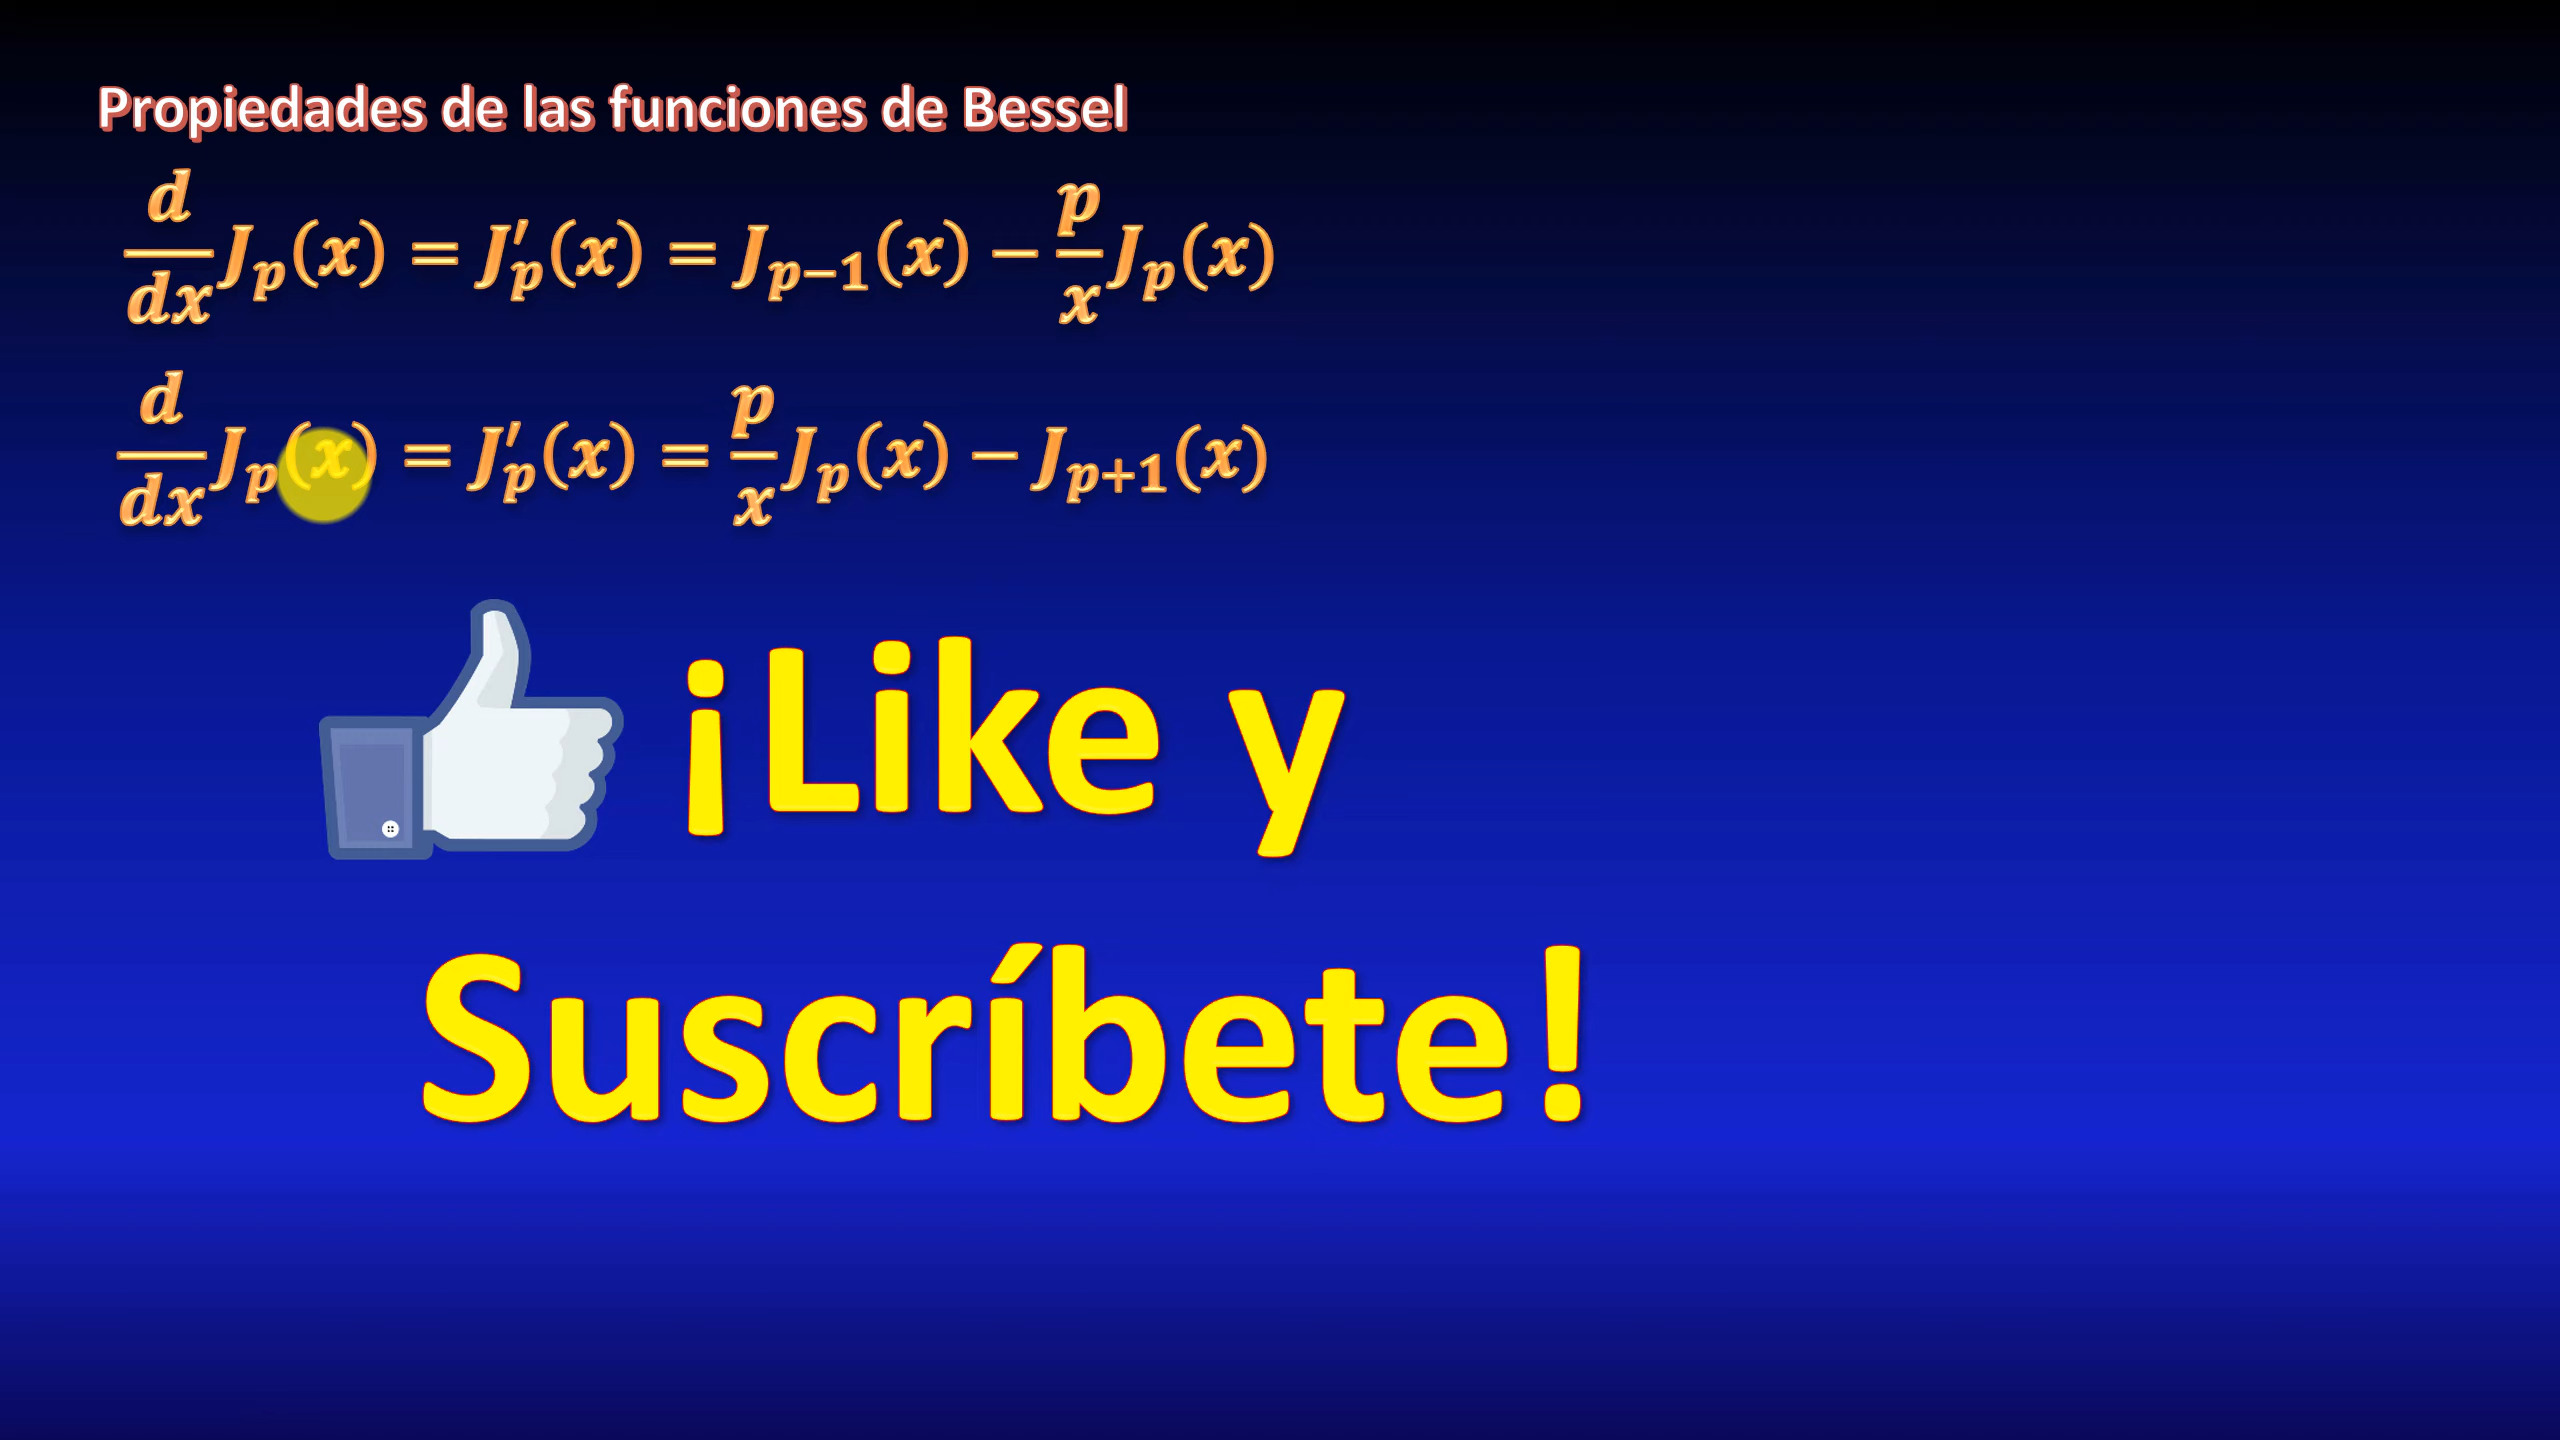 Propiedades de las funciones de Bessel
d/dx J_p(x) = J'_p(x) = J_{p-1}(x) − p/x J_p(x)
d/dx J_p(x) = J'_p(x) = p/x J_p(x) − J_{p+1}(x)
¡Like y
Suscríbete!